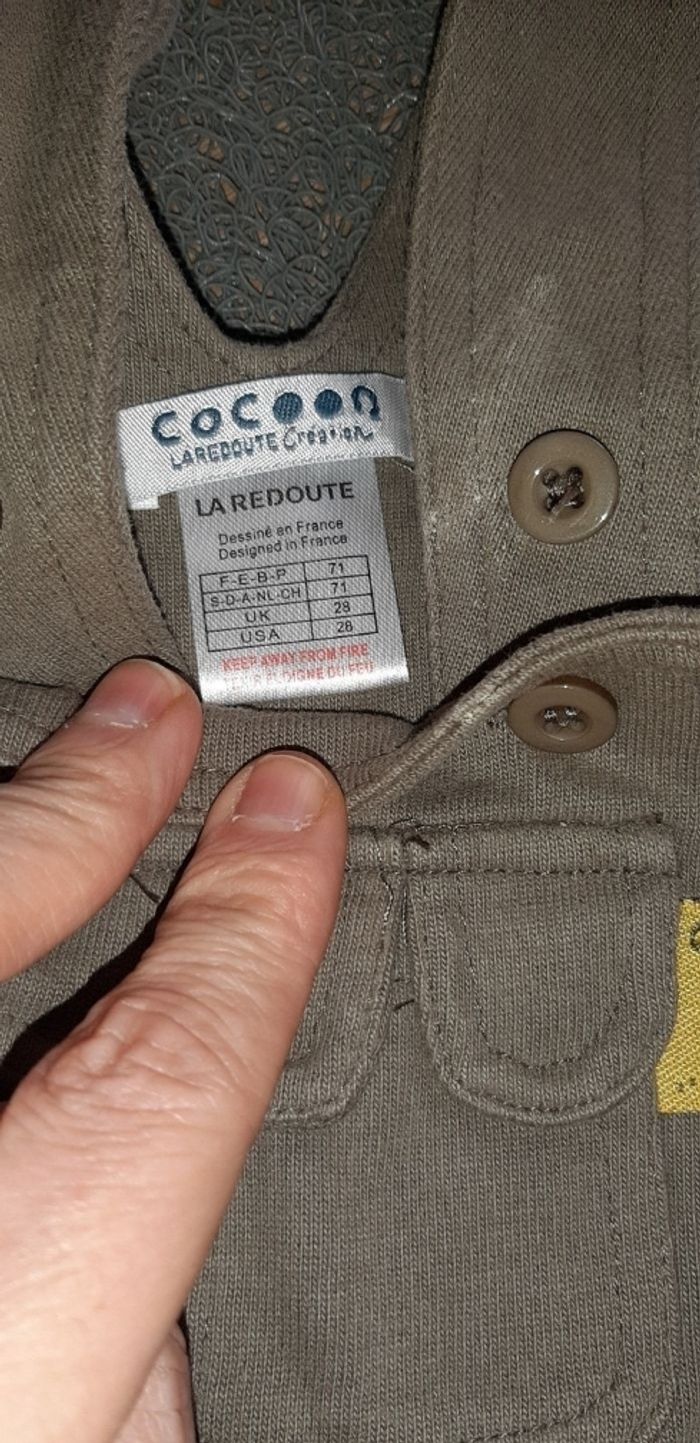 CoCoon
LAREDOUTE Création
LA REDOUTE
Dessiné en France
Designed in France
F-E-B-P 71
S-D-A-NL-CH 71
UK 28
USA 28
KEEP AWAY FROM FIRE
TENIR ELOIGNE DU FEU